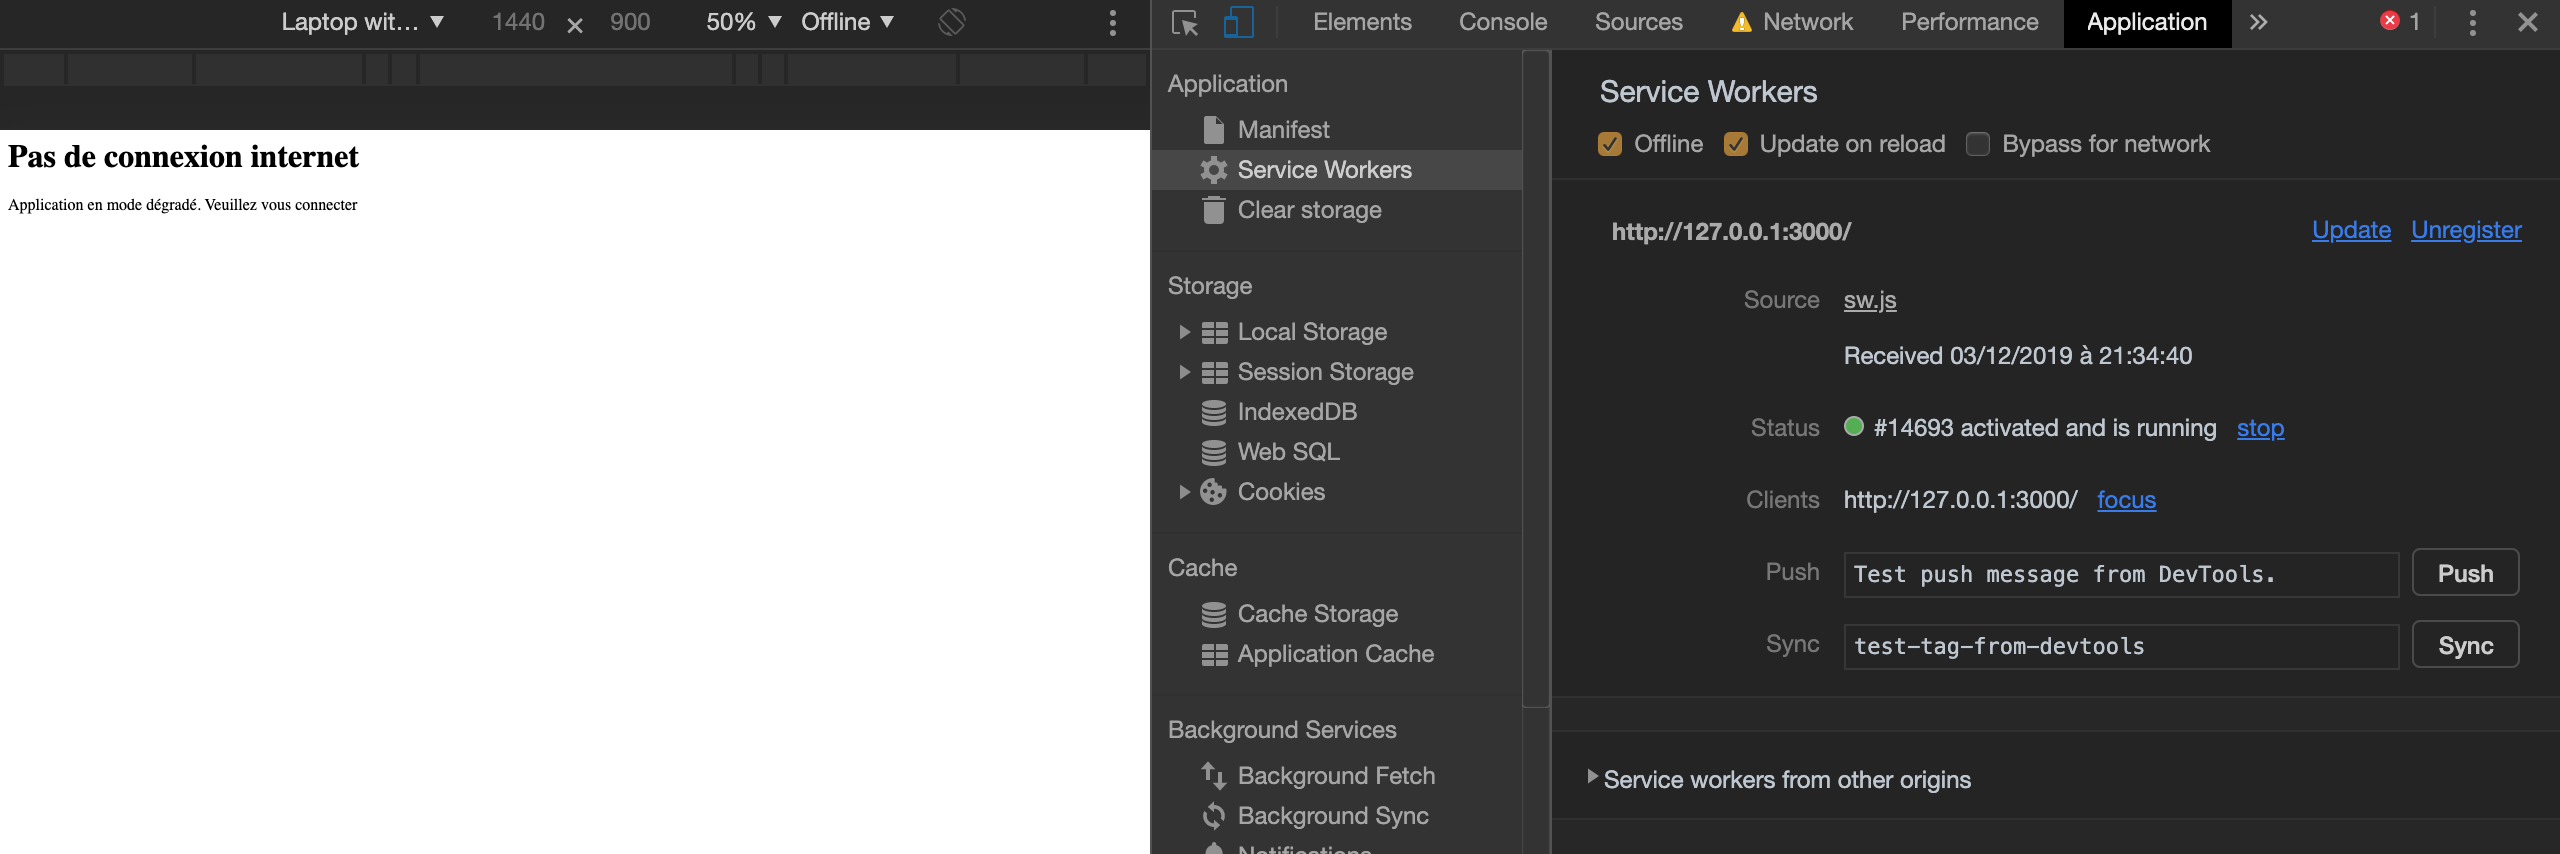 Laptop wit... ▼ 1440 × 900 50% ▼ Offline ▼
Pas de connexion internet
Application en mode dégradé. Veuillez vous connecter
Elements Console Sources Network Performance Application » 1
Application
Manifest
Service Workers
Clear storage
Storage
Local Storage
Session Storage
IndexedDB
Web SQL
Cookies
Cache
Cache Storage
Application Cache
Background Services
Background Fetch
Background Sync
Notifications
Service Workers
Offline Update on reload Bypass for network
http://127.0.0.1:3000/ Update Unregister
Source sw.js
Received 03/12/2019 à 21:34:40
Status #14693 activated and is running stop
Clients http://127.0.0.1:3000/ focus
Push Test push message from DevTools. Push
Sync test-tag-from-devtools Sync
Service workers from other origins